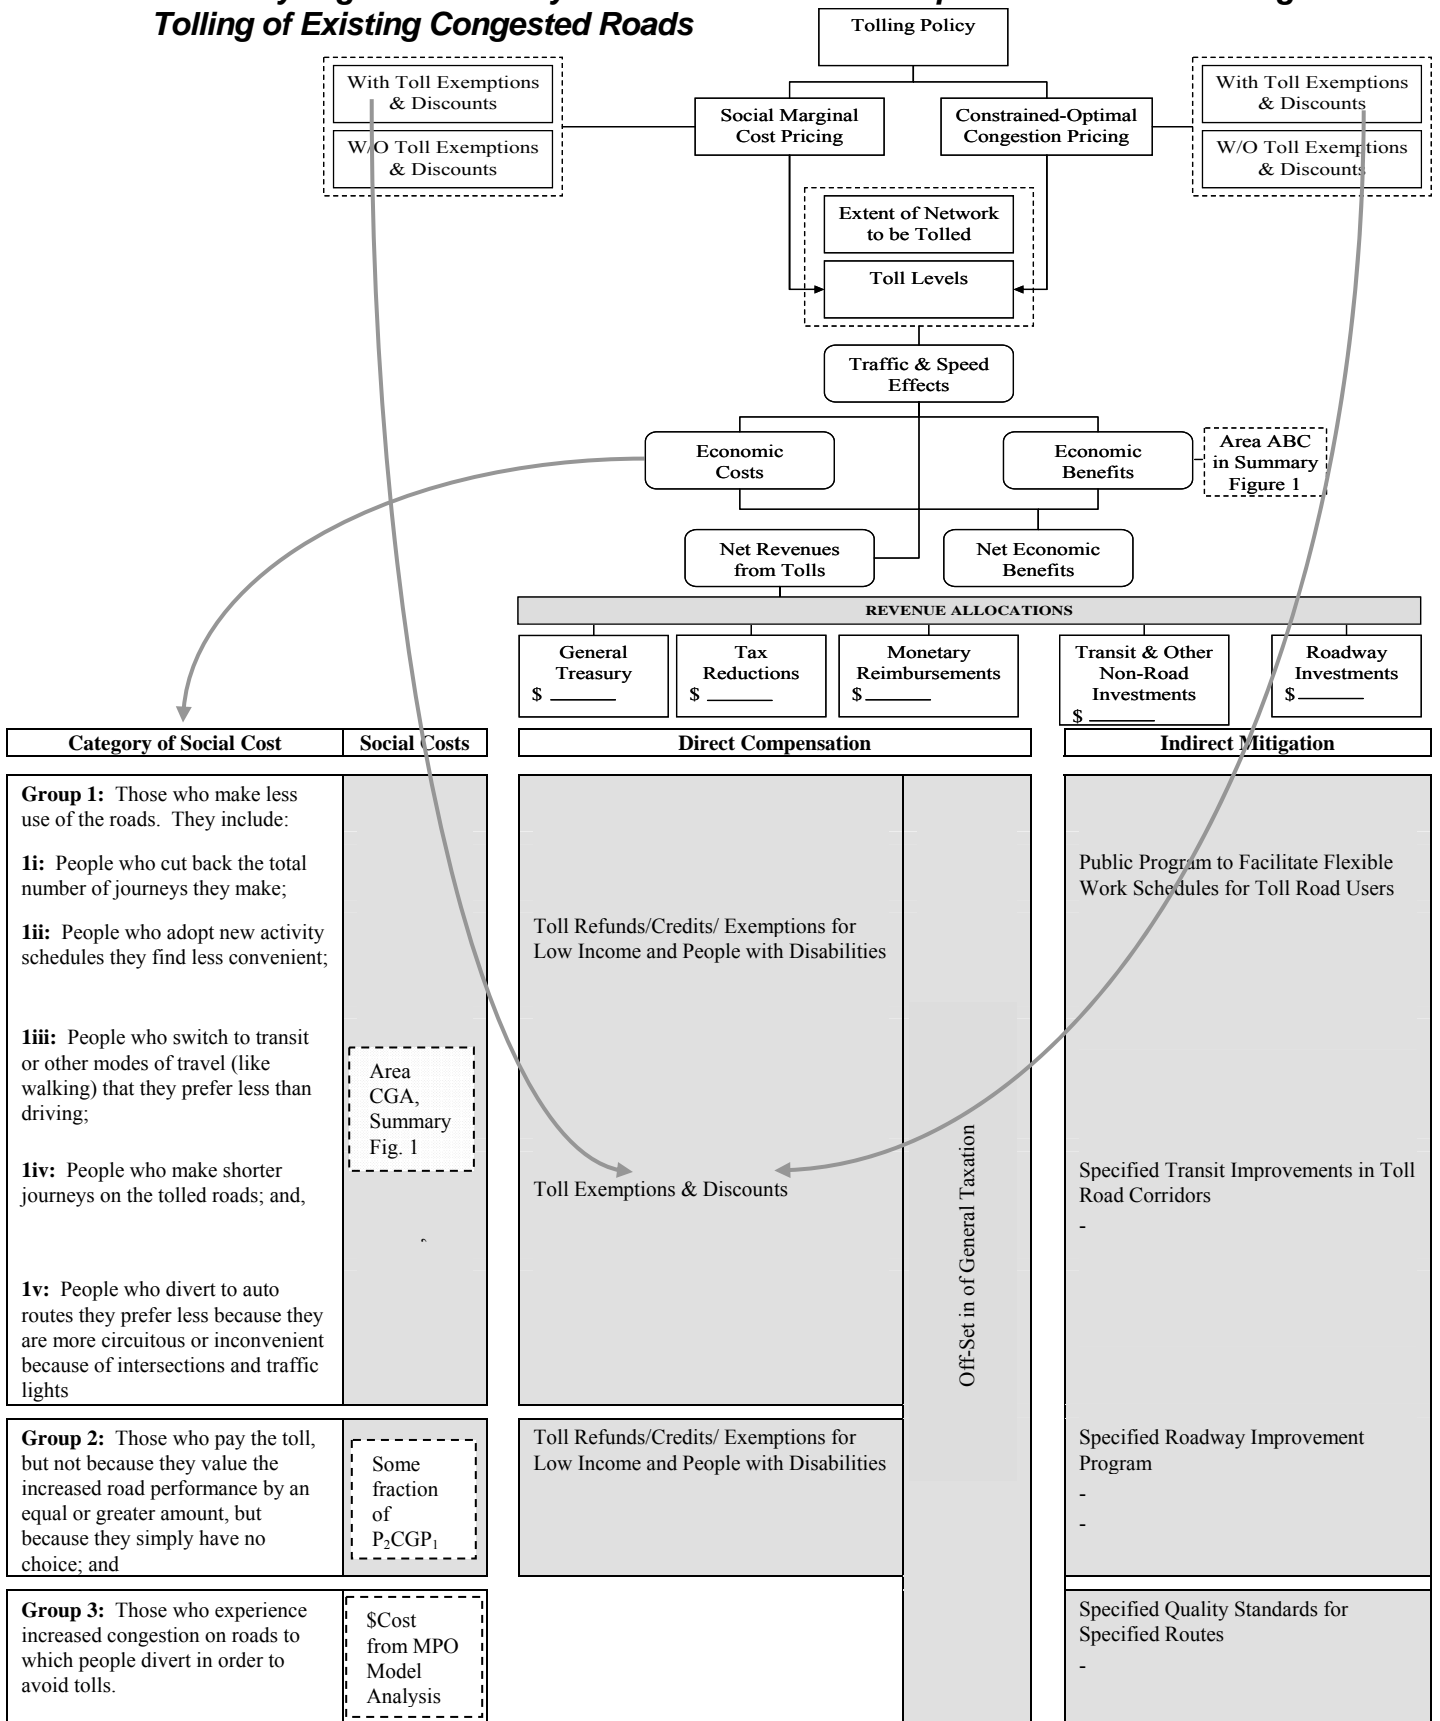 Tolling of Existing Congested Roads
Tolling Policy
With Toll Exemptions
& Discounts
W/O Toll Exemptions
& Discounts
Social Marginal
Cost Pricing
Constrained-Optimal
Congestion Pricing
With Toll Exemptions
& Discounts
W/O Toll Exemptions
& Discounts
Extent of Network
to be Tolled
Toll Levels
Traffic & Speed
Effects
Economic
Costs
Economic
Benefits
Area ABC
in Summary
Figure 1
Net Revenues
from Tolls
Net Economic
Benefits
REVENUE ALLOCATIONS
General
Treasury
$ ______
Tax
Reductions
$ ______
Monetary
Reimbursements
$ ______
Transit & Other
Non-Road
Investments
$ ______
Roadway
Investments
$ ______
Category of Social Cost
Social Costs
Direct Compensation
Indirect Mitigation
Group 1: Those who make less
use of the roads. They include:
1i: People who cut back the total
number of journeys they make;
1ii: People who adopt new activity
schedules they find less convenient;
1iii: People who switch to transit
or other modes of travel (like
walking) that they prefer less than
driving;
1iv: People who make shorter
journeys on the tolled roads; and,
1v: People who divert to auto
routes they prefer less because they
are more circuitous or inconvenient
because of intersections and traffic
lights
Area
CGA,
Summary
Fig. 1
Toll Refunds/Credits/ Exemptions for
Low Income and People with Disabilities
Toll Exemptions & Discounts
Off-Set in of General Taxation
Public Program to Facilitate Flexible
Work Schedules for Toll Road Users
Specified Transit Improvements in Toll
Road Corridors
-
Group 2: Those who pay the toll,
but not because they value the
increased road performance by an
equal or greater amount, but
because they simply have no
choice; and
Some
fraction
of
P₂CGP₁
Toll Refunds/Credits/ Exemptions for
Low Income and People with Disabilities
Specified Roadway Improvement
Program
-
-
Group 3: Those who experience
increased congestion on roads to
which people divert in order to
avoid tolls.
$Cost
from MPO
Model
Analysis
Specified Quality Standards for
Specified Routes
-